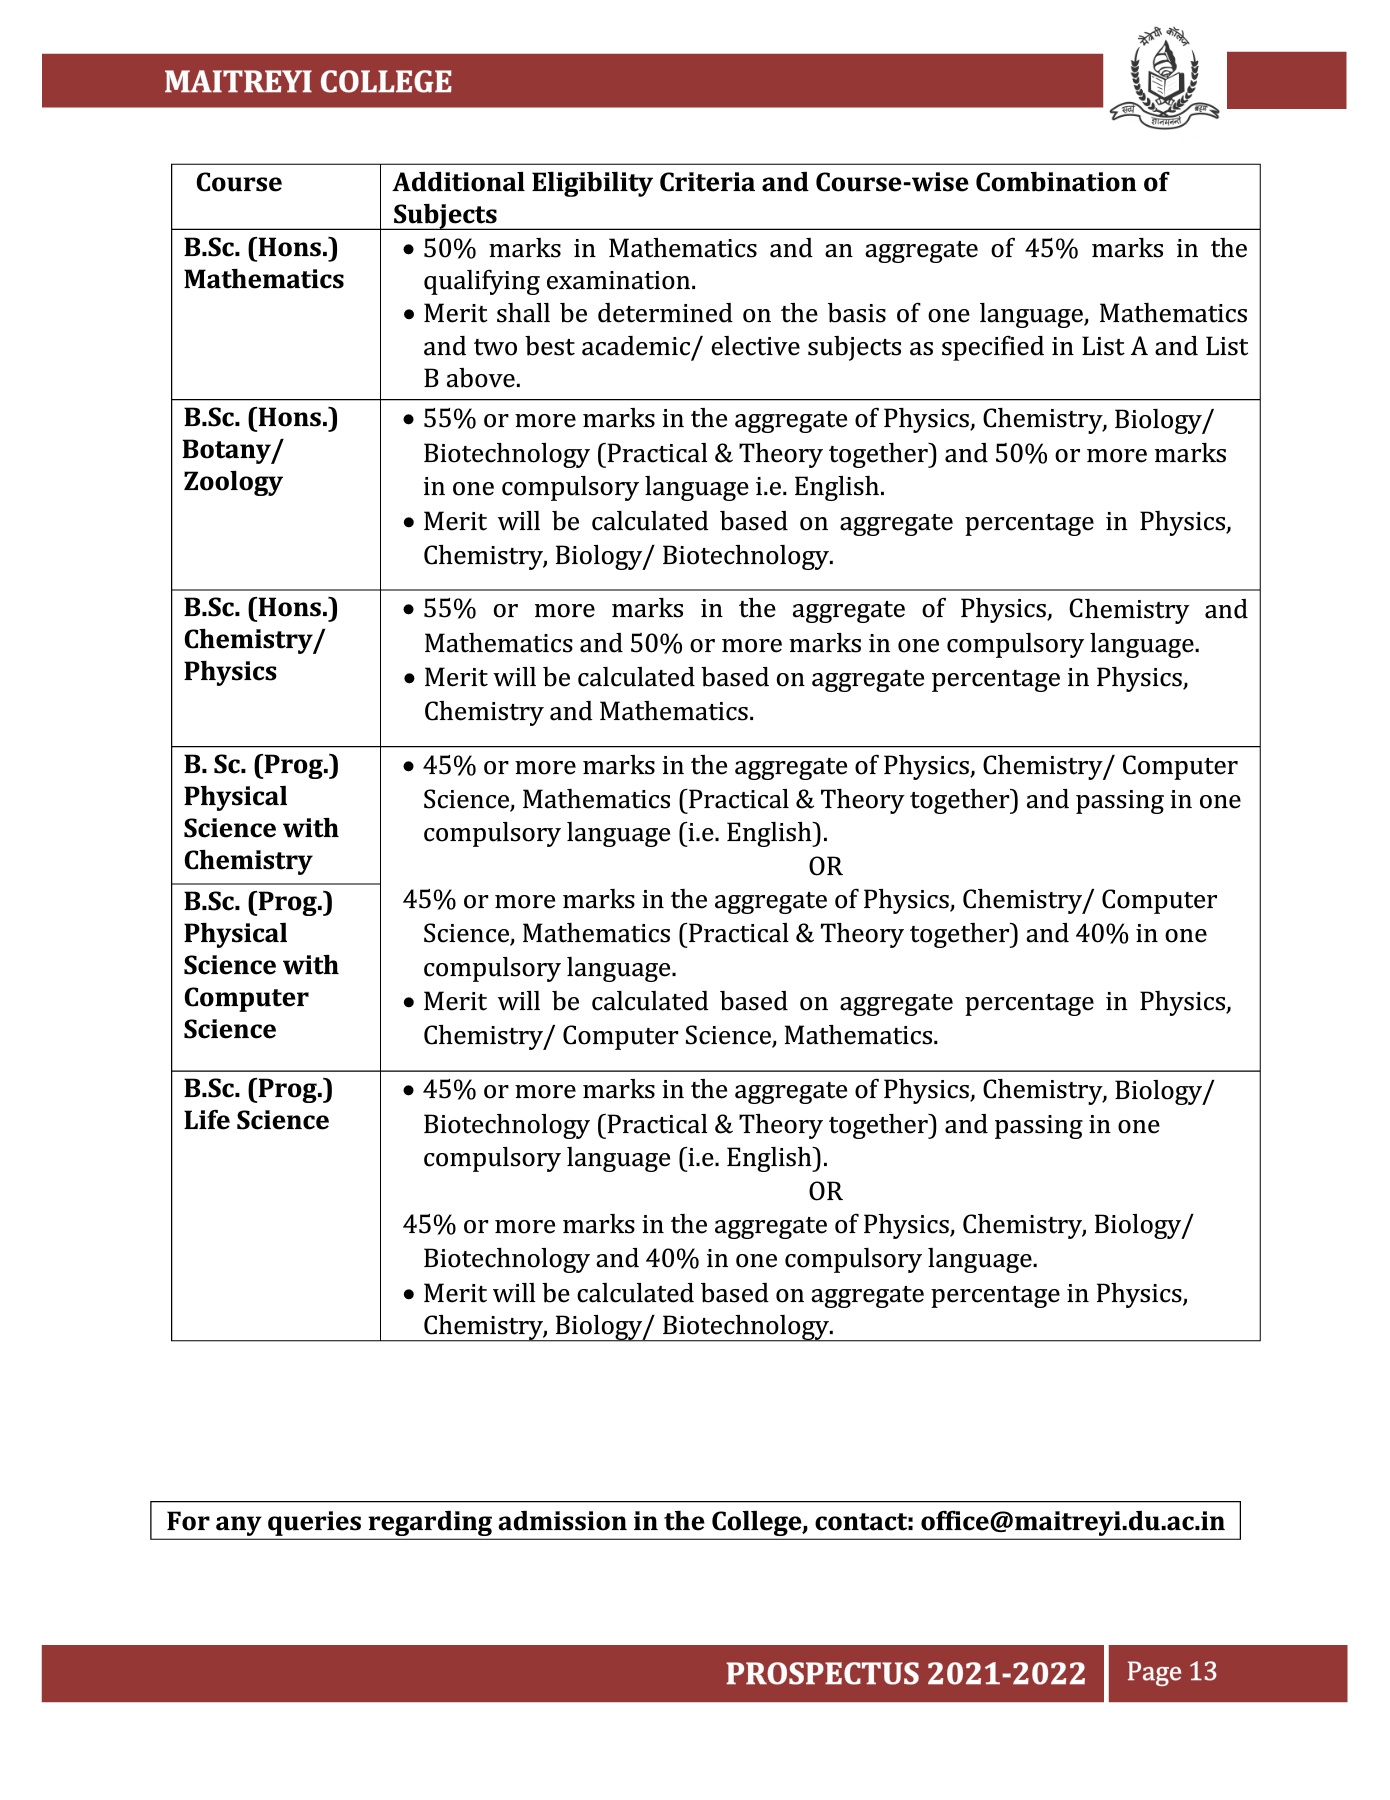 MAITREYI COLLEGE
मैत्रेयी कॉलेज
ज्ञानमनन्तं
Course
Additional Eligibility Criteria and Course-wise Combination of
Subjects
B.Sc. (Hons.)
Mathematics
• 50% marks in Mathematics and an aggregate of 45% marks in the
qualifying examination.
• Merit shall be determined on the basis of one language, Mathematics
and two best academic/ elective subjects as specified in List A and List
B above.
B.Sc. (Hons.)
Botany/
Zoology
• 55% or more marks in the aggregate of Physics, Chemistry, Biology/
Biotechnology (Practical & Theory together) and 50% or more marks
in one compulsory language i.e. English.
• Merit will be calculated based on aggregate percentage in Physics,
Chemistry, Biology/ Biotechnology.
B.Sc. (Hons.)
Chemistry/
Physics
• 55% or more marks in the aggregate of Physics, Chemistry and
Mathematics and 50% or more marks in one compulsory language.
• Merit will be calculated based on aggregate percentage in Physics,
Chemistry and Mathematics.
B. Sc. (Prog.)
Physical
Science with
Chemistry
B.Sc. (Prog.)
Physical
Science with
Computer
Science
• 45% or more marks in the aggregate of Physics, Chemistry/ Computer
Science, Mathematics (Practical & Theory together) and passing in one
compulsory language (i.e. English).
OR
45% or more marks in the aggregate of Physics, Chemistry/ Computer
Science, Mathematics (Practical & Theory together) and 40% in one
compulsory language.
• Merit will be calculated based on aggregate percentage in Physics,
Chemistry/ Computer Science, Mathematics.
B.Sc. (Prog.)
Life Science
• 45% or more marks in the aggregate of Physics, Chemistry, Biology/
Biotechnology (Practical & Theory together) and passing in one
compulsory language (i.e. English).
OR
45% or more marks in the aggregate of Physics, Chemistry, Biology/
Biotechnology and 40% in one compulsory language.
• Merit will be calculated based on aggregate percentage in Physics,
Chemistry, Biology/ Biotechnology.
For any queries regarding admission in the College, contact: office@maitreyi.du.ac.in
PROSPECTUS 2021-2022
Page 13